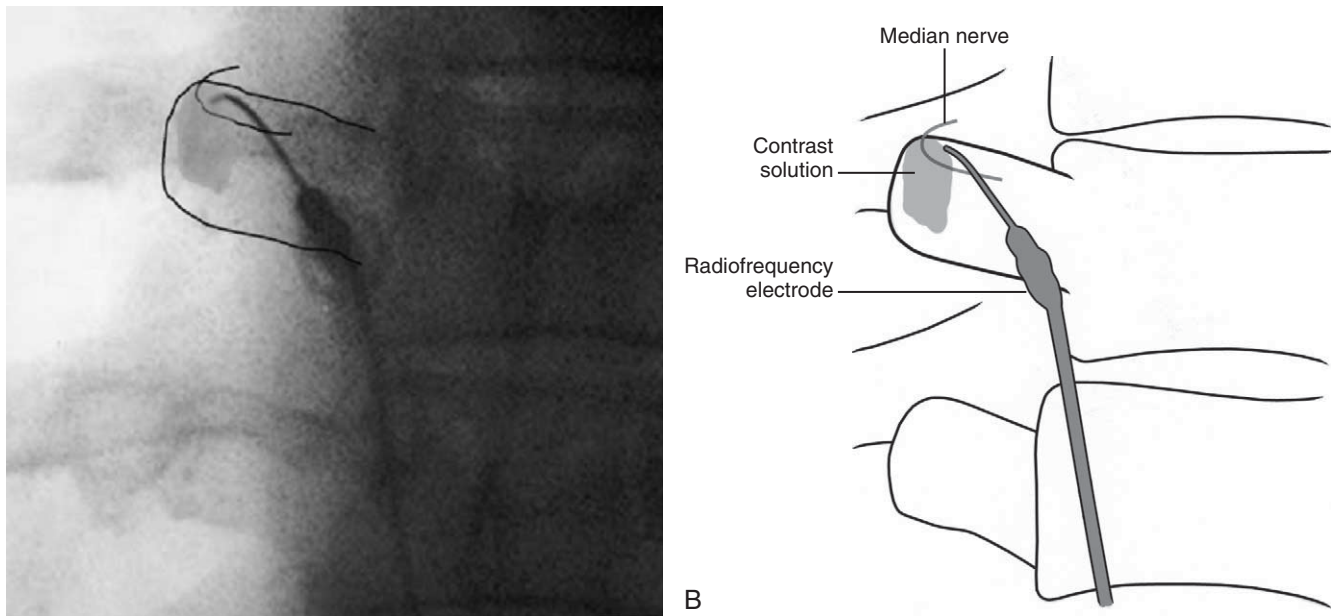 Median nerve
Contrast
solution
Radiofrequency
electrode
B